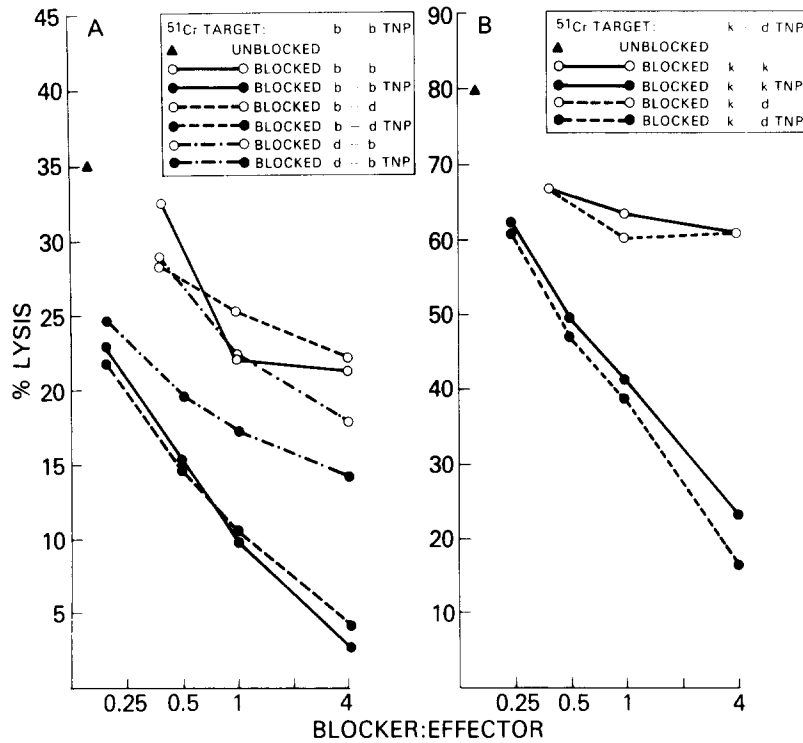 A
51Cr TARGET: b b TNP
UNBLOCKED
BLOCKED b b
BLOCKED b - b TNP
BLOCKED b - d
BLOCKED b - d TNP
BLOCKED d - b
BLOCKED d - b TNP
45
40
35
30
25
20
15
10
5
% LYSIS
0.25 0.5 1 4
B
51Cr TARGET: k - d TNP
UNBLOCKED
BLOCKED k k
BLOCKED k k TNP
BLOCKED k d
BLOCKED k d TNP
90
80
70
60
50
40
30
20
10
0.25 0.5 1 4
BLOCKER:EFFECTOR